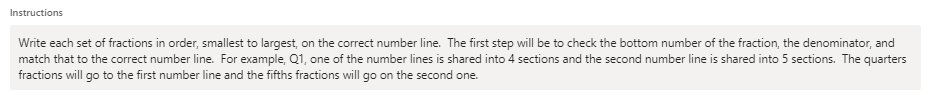 Instructions
Write each set of fractions in order, smallest to largest, on the correct number line.  The first step will be to check the bottom number of the fraction, the denominator, and
match that to the correct number line.  For example, Q1, one of the number lines is shared into 4 sections and the second number line is shared into 5 sections.  The quarters
fractions will go to the first number line and the fifths fractions will go on the second one.